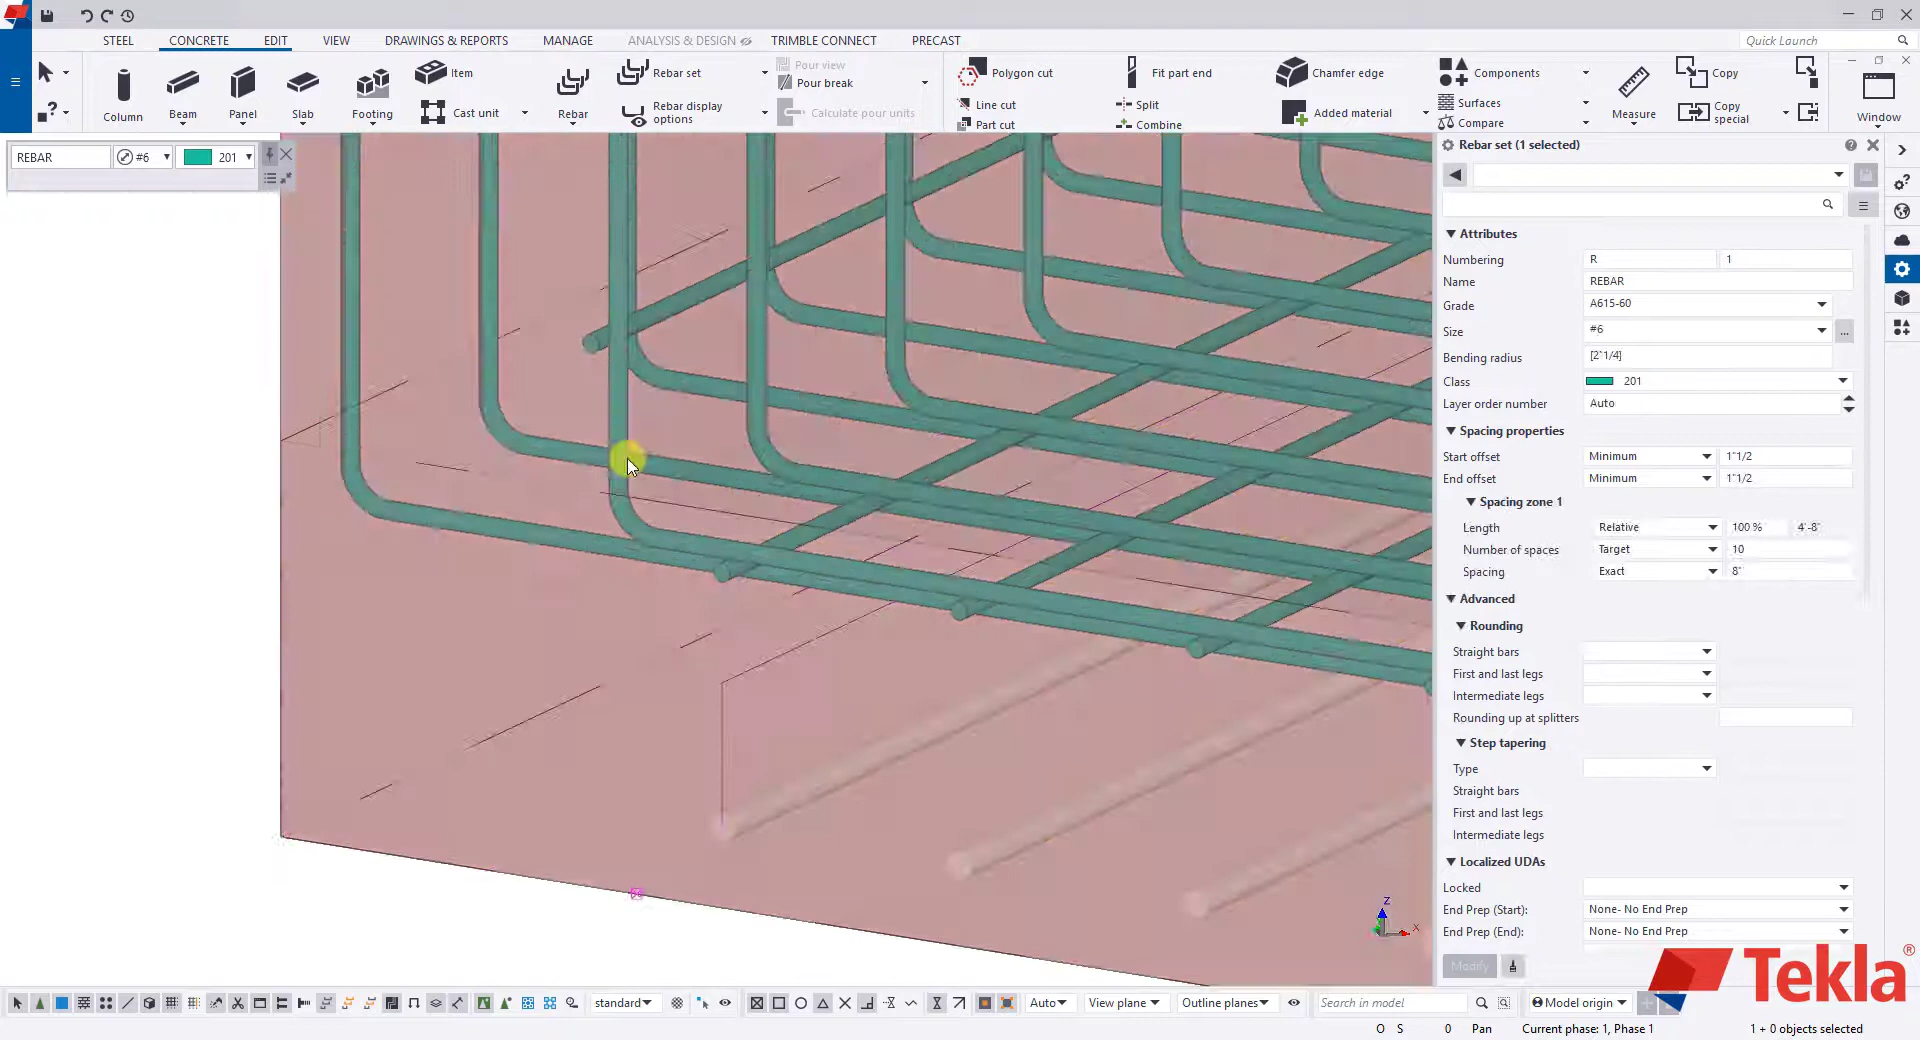 STEEL CONCRETE EDIT VIEW DRAWINGS & REPORTS MANAGE ANALYSIS & DESIGN TRIMBLE CONNECT PRECAST Quick Launch
Column Beam Panel Slab Footing Item Cast unit Rebar Rebar set Rebar display options Pour view Pour break Calculate pour units Polygon cut Line cut Part cut Fit part end Split Combine Chamfer edge Added material Components Surfaces Compare Measure Copy Copy special Window
REBAR #6 201
Rebar set (1 selected)
Attributes
Numbering R 1
Name REBAR
Grade A615-60
Size #6 ...
Bending radius [2"1/4]
Class 201
Layer order number Auto
Spacing properties
Start offset Minimum 1"1/2
End offset Minimum 1"1/2
Spacing zone 1
Length Relative 100 % 4'-8"
Number of spaces Target 10
Spacing Exact 8"
Advanced
Rounding
Straight bars
First and last legs
Intermediate legs
Rounding up at splitters
Step tapering
Type
Straight bars
First and last legs
Intermediate legs
Localized UDAs
Locked
End Prep (Start): None- No End Prep
End Prep (End): None- No End Prep
Modify
Z
X
Tekla®
standard Auto View plane Outline planes Search in model Model origin
O S 0 Pan Current phase: 1, Phase 1 1 + 0 objects selected